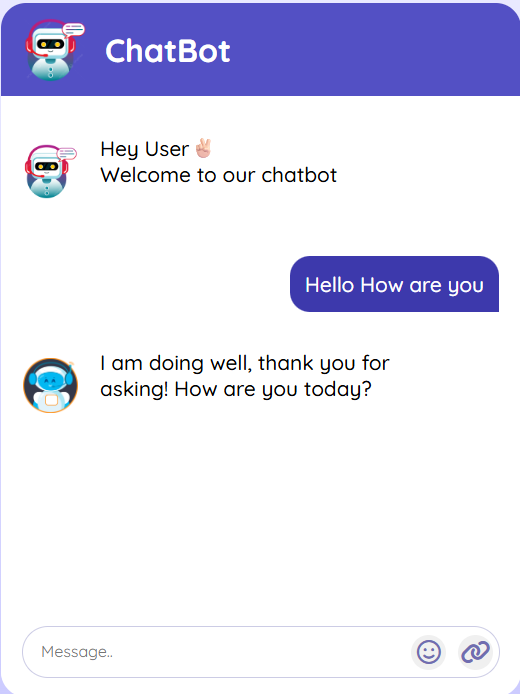 ChatBot
Hey User ✌🏻
Welcome to our chatbot
Hello How are you
I am doing well, thank you for
asking! How are you today?
Message..